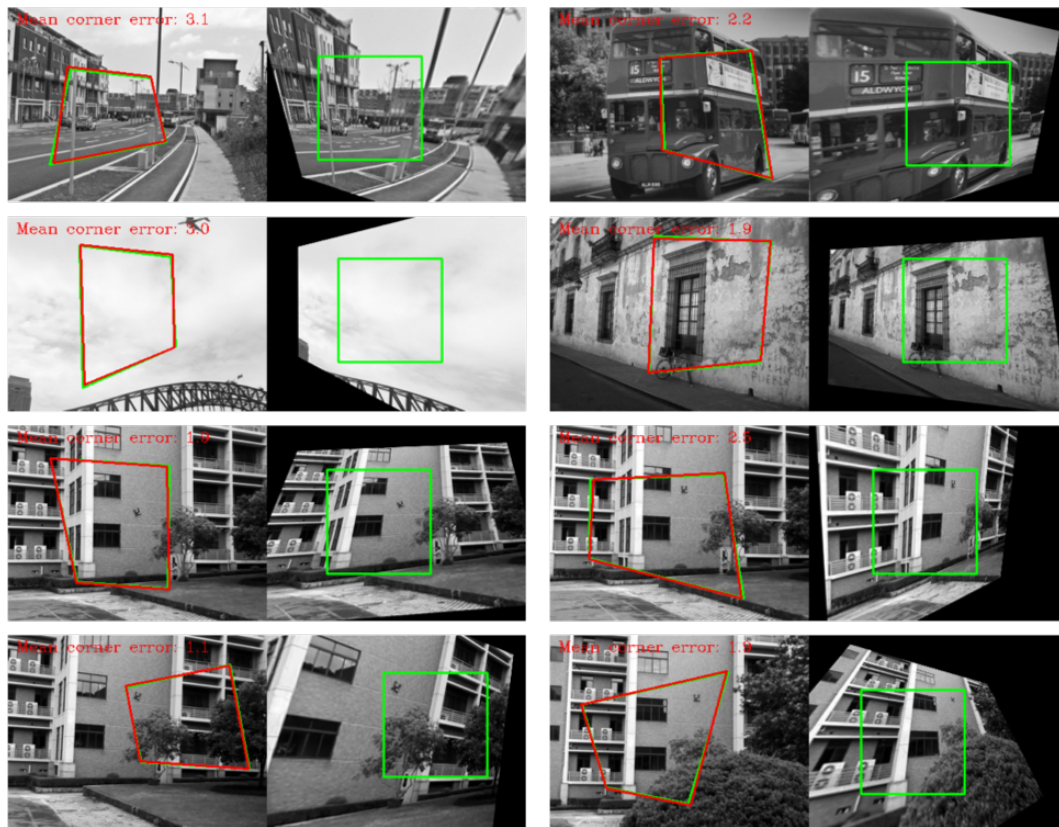 Mean corner error: 3.1
Mean corner error: 2.2
15
ALDWYCH
15
ALDWYCH
Mean corner error: 3.0
Mean corner error: 1.9
Mean corner error: 1.9
Mean corner error: 2.5
Mean corner error: 1.1
Mean corner error: 1.9